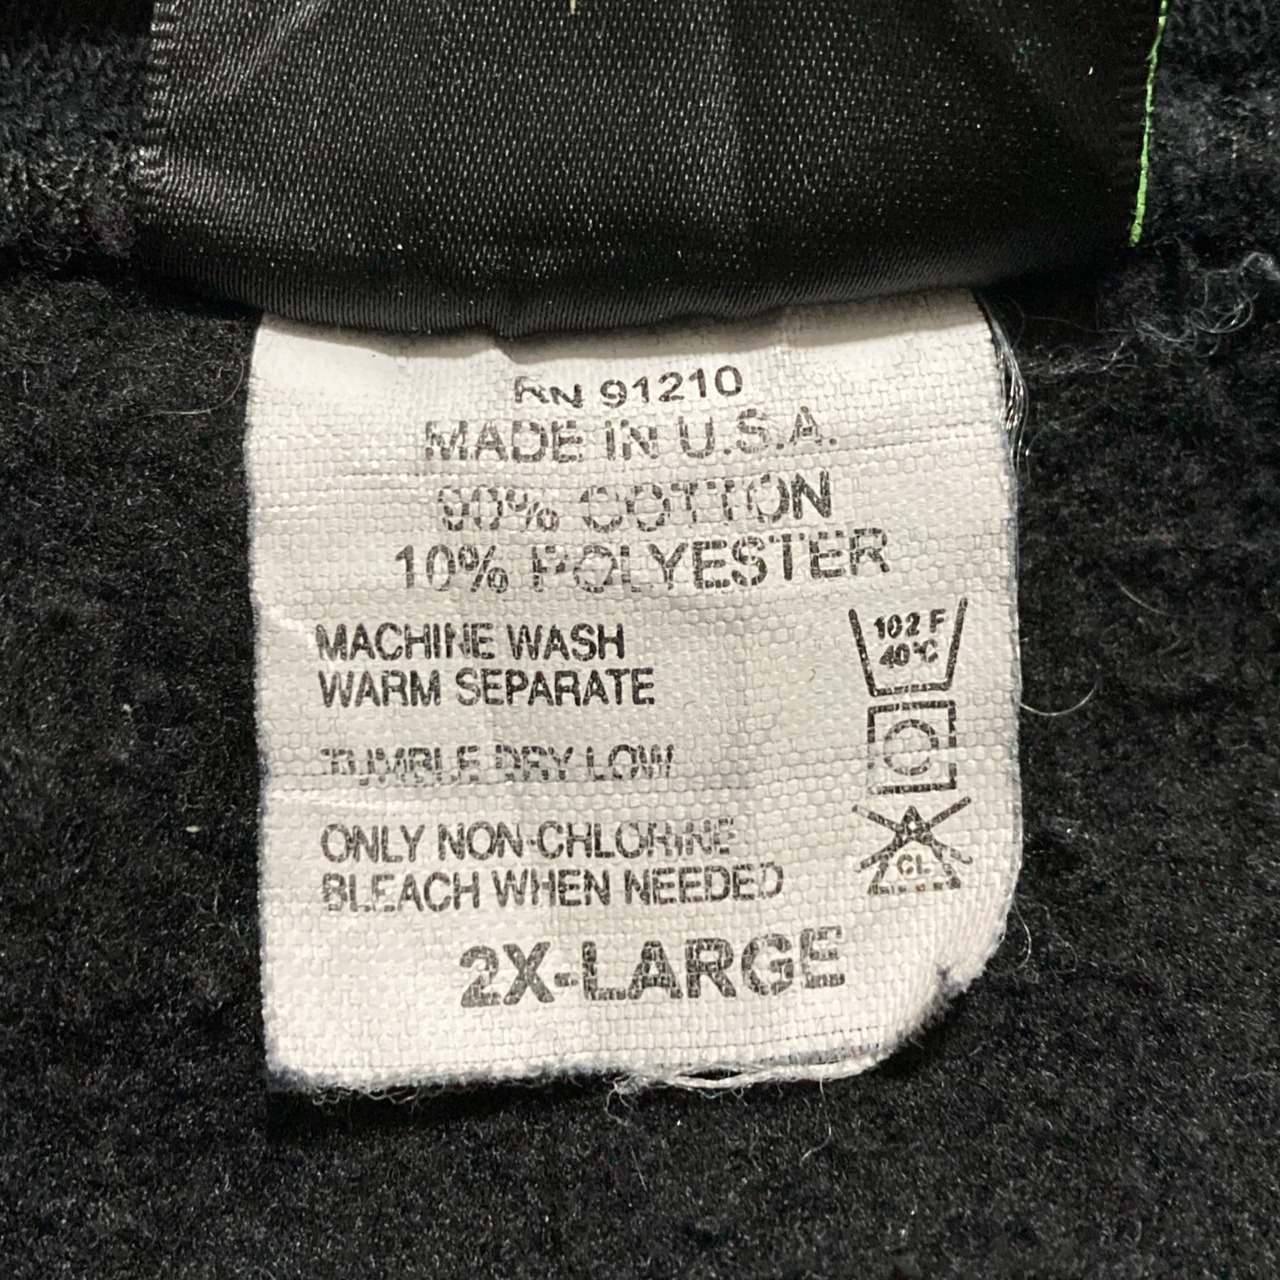 RN 91210
MADE IN U.S.A.
90% COTTON
10% POLYESTER
MACHINE WASH
WARM SEPARATE
102 F
40°C
TUMBLE DRY LOW
ONLY NON-CHLORINE
BLEACH WHEN NEEDED
CL
2X-LARGE